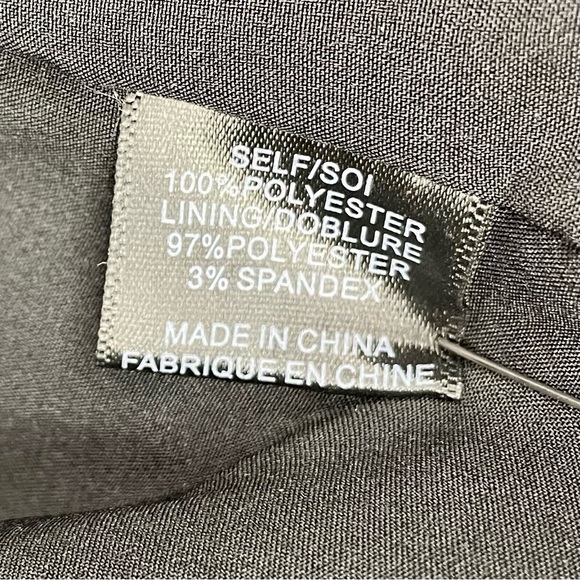 SELF/SOI
100%POLYESTER
LINING/DOBLURE
97%POLYESTER
3% SPANDEX
MADE IN CHINA
FABRIQUE EN CHINE